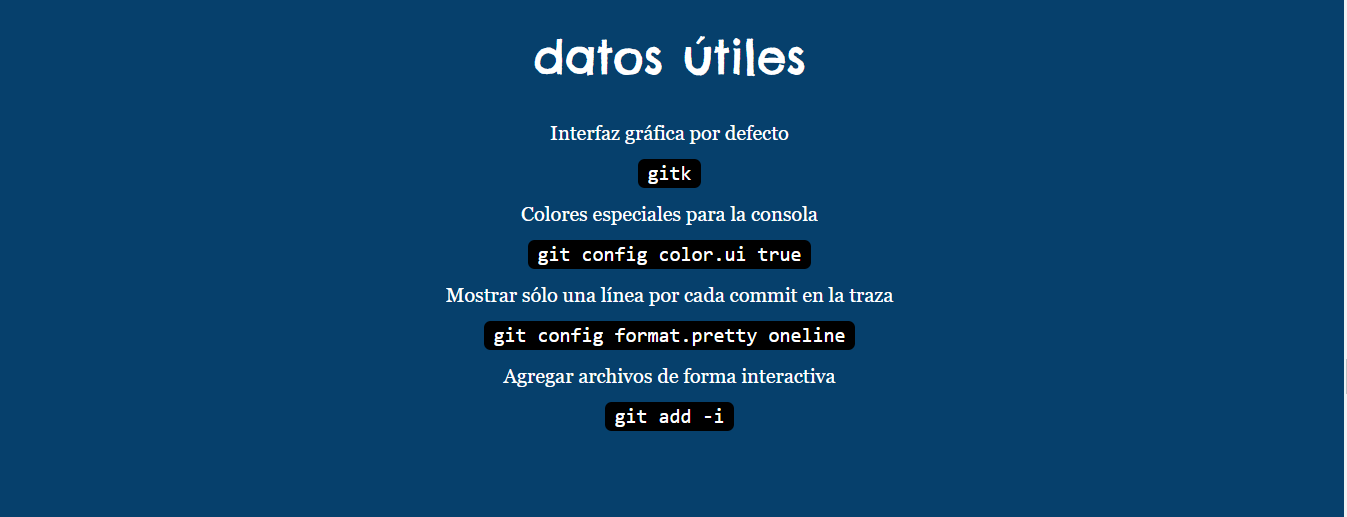 datos útiles
Interfaz gráfica por defecto
gitk
Colores especiales para la consola
git config color.ui true
Mostrar sólo una línea por cada commit en la traza
git config format.pretty oneline
Agregar archivos de forma interactiva
git add -i